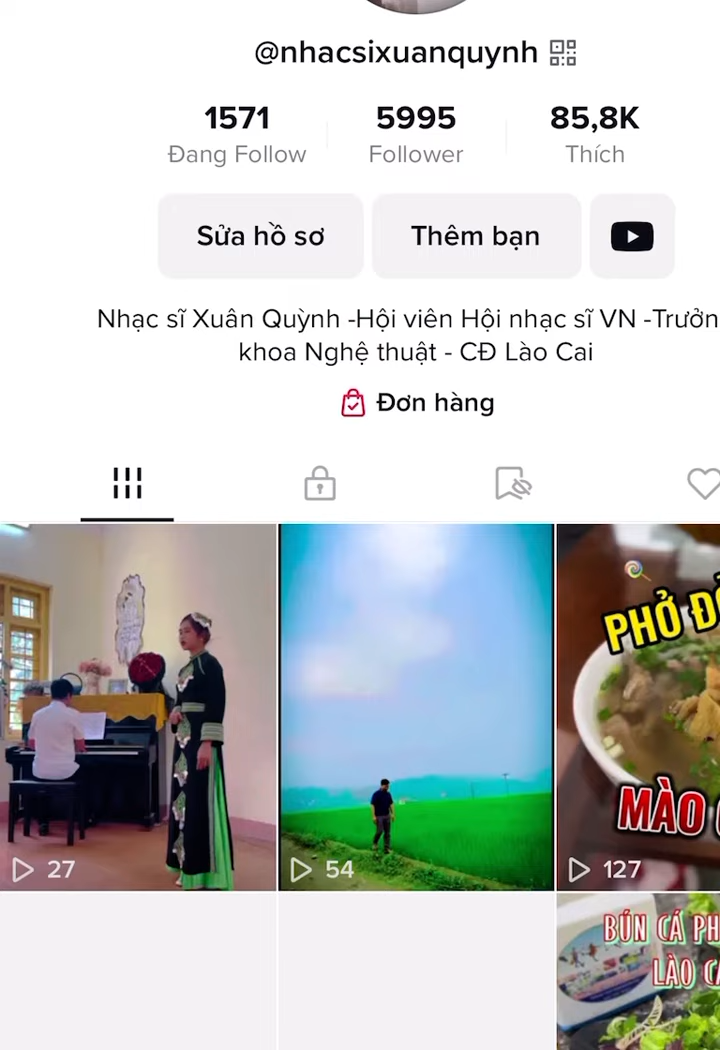 @nhacsixuanquynh
1571 5995 85,8K
Đang Follow Follower Thích
Sửa hồ sơ Thêm bạn
Nhạc sĩ Xuân Quỳnh -Hội viên Hội nhạc sĩ VN -Trưởn
khoa Nghệ thuật - CĐ Lào Cai
Đơn hàng
PHỞ
MÀO
27 54 127
BÚN CÁ PH
LÀO